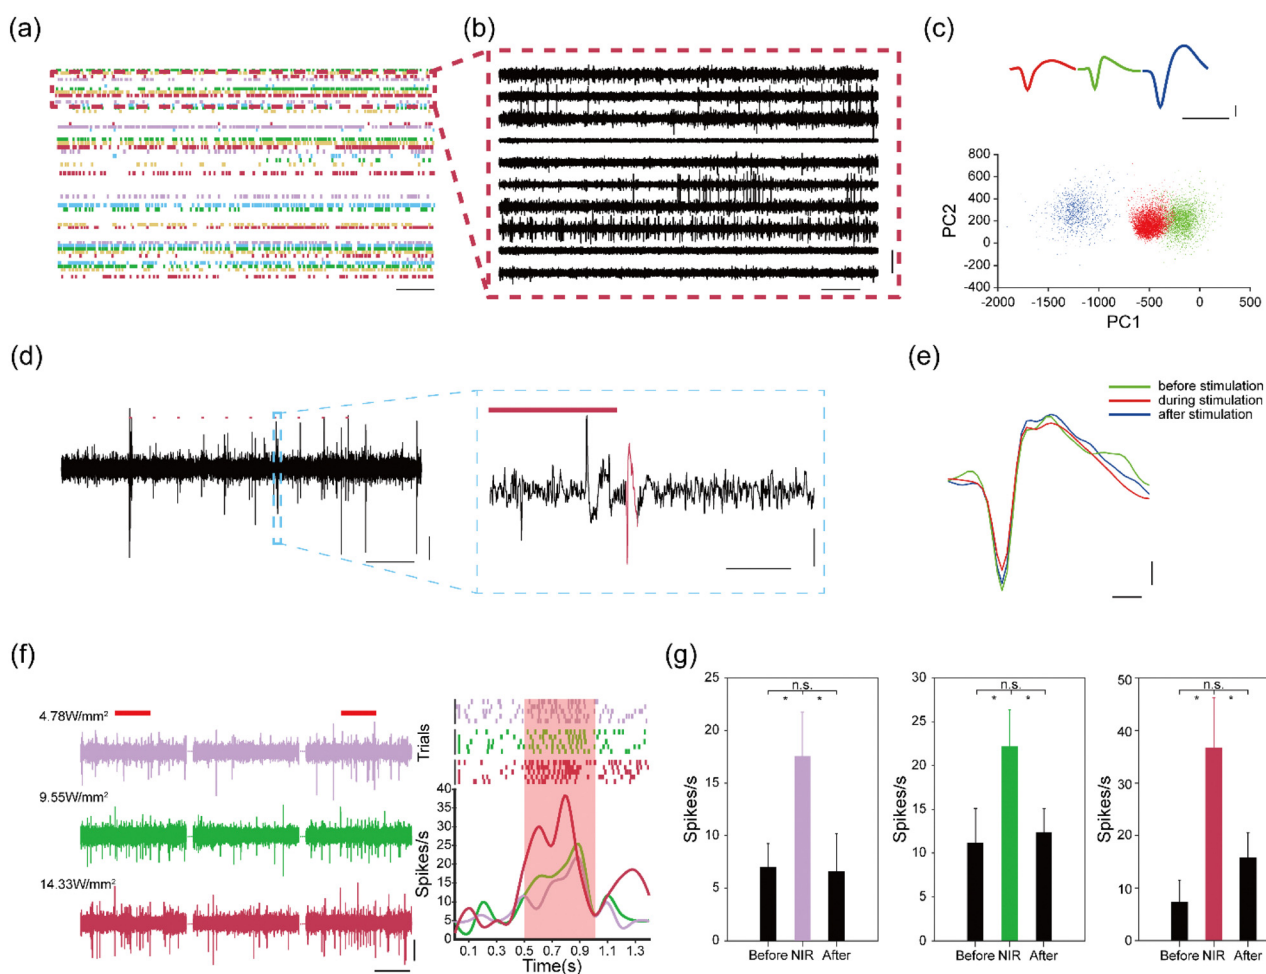 (a)
(b)
(c)
800
600
400
200
0
-200
-400
PC2
-2000 -1500 -1000 -500 0 500
PC1
(d)
(e)
before stimulation
during stimulation
after stimulation
(f)
4.78W/mm²
9.55W/mm²
14.33W/mm²
Trials
40
35
30
25
20
15
10
5
0
Spikes/s
0.1 0.3 0.5 0.7 0.9 1.1 1.3
Time(s)
(g)
25
20
15
10
5
0
Spikes/s
n.s.
* *
Before NIR After
30
25
20
15
10
5
0
Spikes/s
n.s.
* *
Before NIR After
50
40
30
20
10
0
Spikes/s
n.s.
* *
Before NIR After